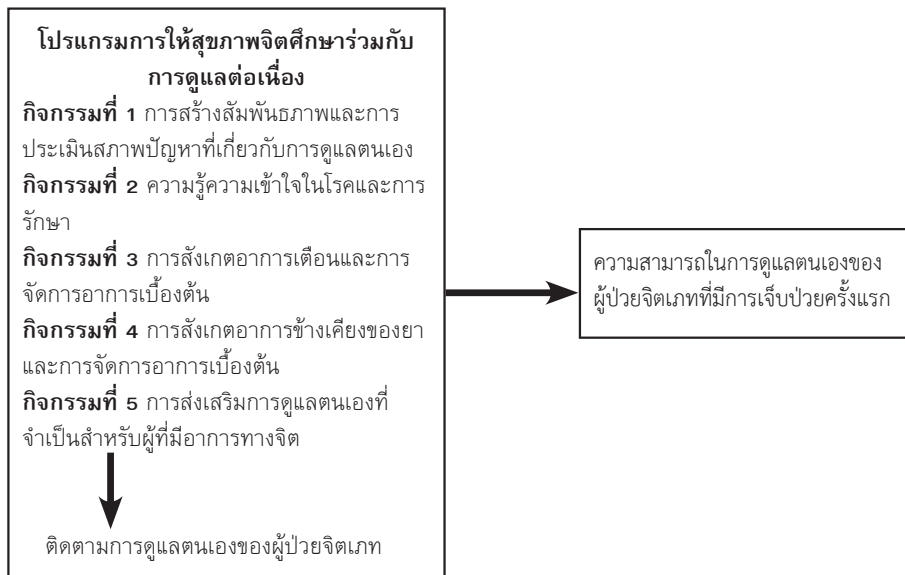 โปรแกรมการให้สุขภาพจิตศึกษาร่วมกับ
การดูแลต่อเนื่อง
กิจกรรมที่ 1 การสร้างสัมพันธภาพและการ
ประเมินสภาพปัญหาที่เกี่ยวกับการดูแลตนเอง
กิจกรรมที่ 2 ความรู้ความเข้าใจในโรคและการ
รักษา
กิจกรรมที่ 3 การสังเกตอาการเตือนและการ
จัดการอาการเบื้องต้น
กิจกรรมที่ 4 การสังเกตอาการข้างเคียงของยา
และการจัดการอาการเบื้องต้น
กิจกรรมที่ 5 การส่งเสริมการดูแลตนเองที่
จำเป็นสำหรับผู้ที่มีอาการทางจิต
ติดตามการดูแลตนเองของผู้ป่วยจิตเภท
ความสามารถในการดูแลตนเองของ
ผู้ป่วยจิตเภทที่มีการเจ็บป่วยครั้งแรก